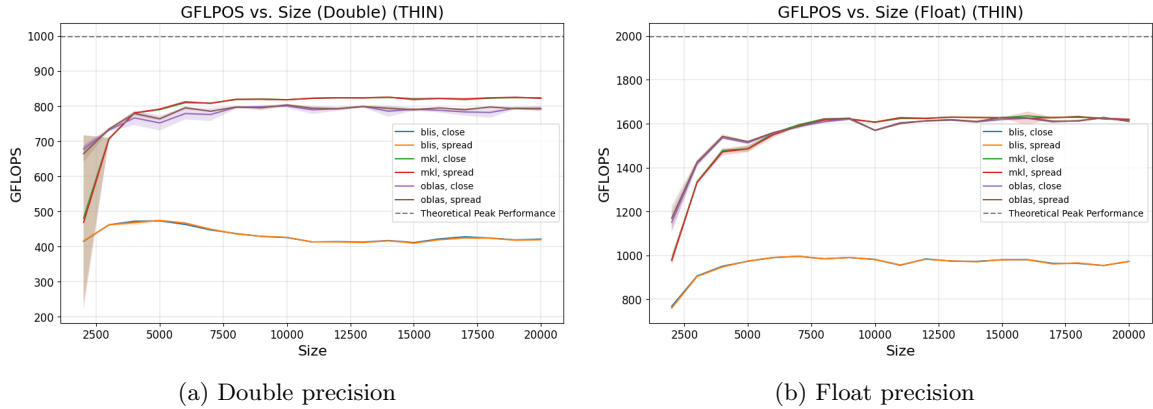 GFLPOS vs. Size (Double) (THIN)
1000
900
800
700
600
500
400
300
200
GFLOPS
2500 5000 7500 10000 12500 15000 17500 20000
Size
blis, close
blis, spread
mkl, close
mkl, spread
oblas, close
oblas, spread
Theoretical Peak Performance
(a) Double precision
GFLPOS vs. Size (Float) (THIN)
2000
1800
1600
1400
1200
1000
800
GFLOPS
2500 5000 7500 10000 12500 15000 17500 20000
Size
blis, close
blis, spread
mkl, close
mkl, spread
oblas, close
oblas, spread
Theoretical Peak Performance
(b) Float precision